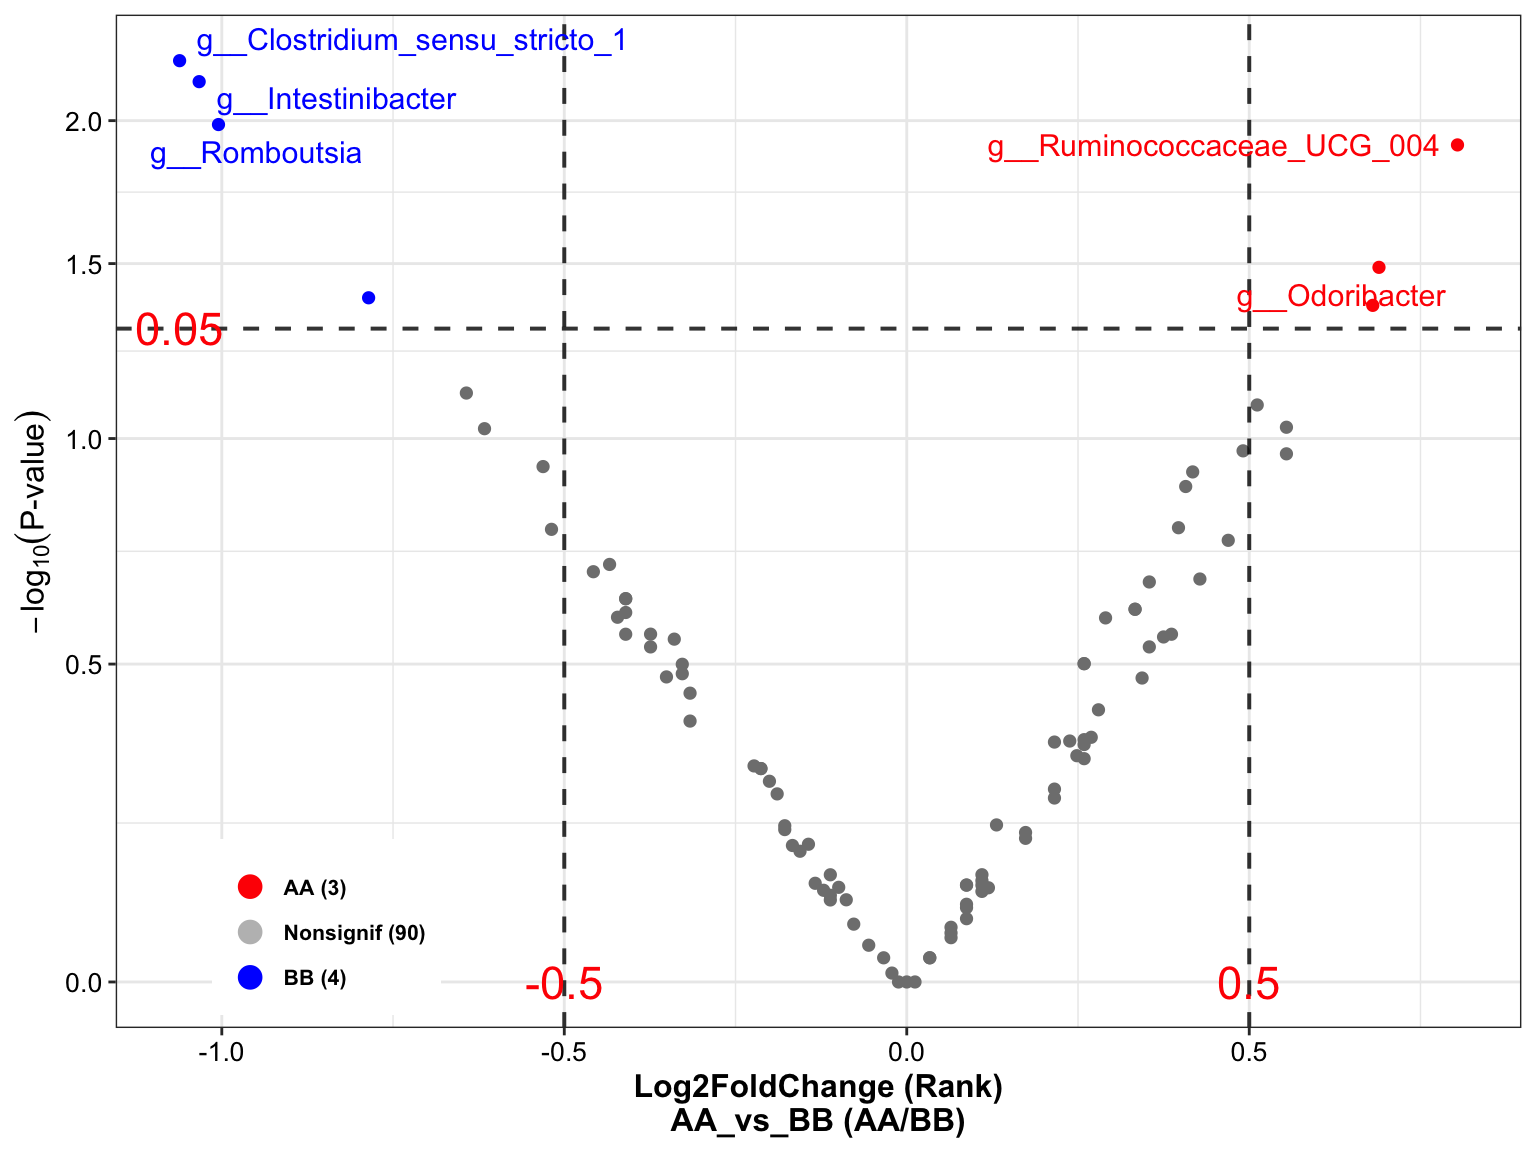 g__Clostridium_sensu_stricto_1
g__Intestinibacter
g__Romboutsia
g__Ruminococcaceae_UCG_004
g__Odoribacter
0.05
−log10(P-value)
2.0
1.5
1.0
0.5
0.0
AA (3)
Nonsignif (90)
BB (4)
-0.5
0.5
-1.0
-0.5
0.0
0.5
Log2FoldChange (Rank)
AA_vs_BB (AA/BB)